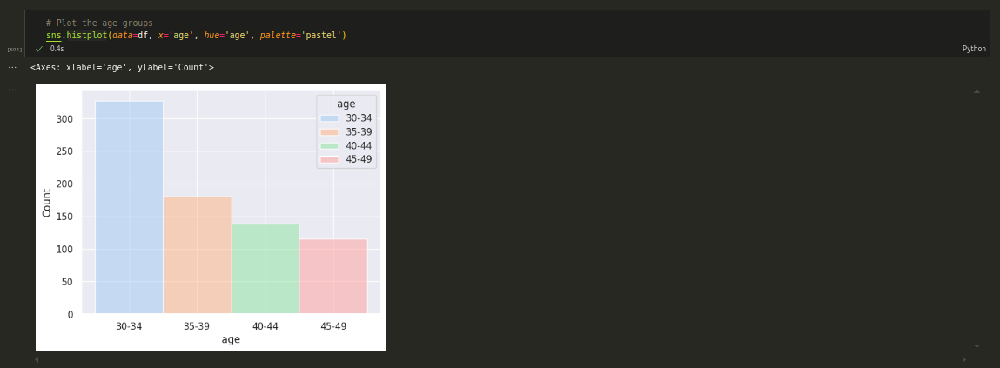 # Plot the age groups
sns.histplot(data=df, x='age', hue='age', palette='pastel')
[594]
0.4s
Python
<Axes: xlabel='age', ylabel='Count'>
age
30-34
35-39
40-44
45-49
Count
300
250
200
150
100
50
0
30-34 35-39 40-44 45-49
age